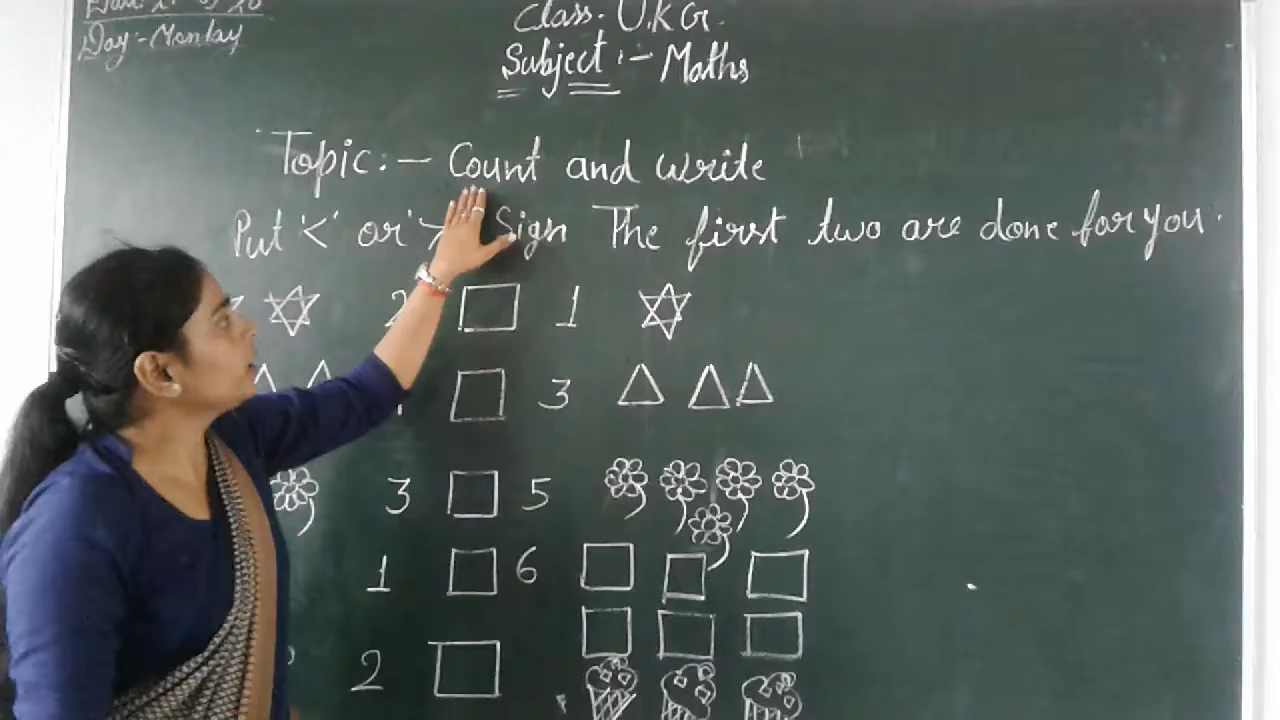 Day:- Monday
Class- U.K.G.
Subject:- Maths
Topic:- Count and write
Put '<' or '> Sign The first two are done for you.
2 1
3
3 5
1 6
2